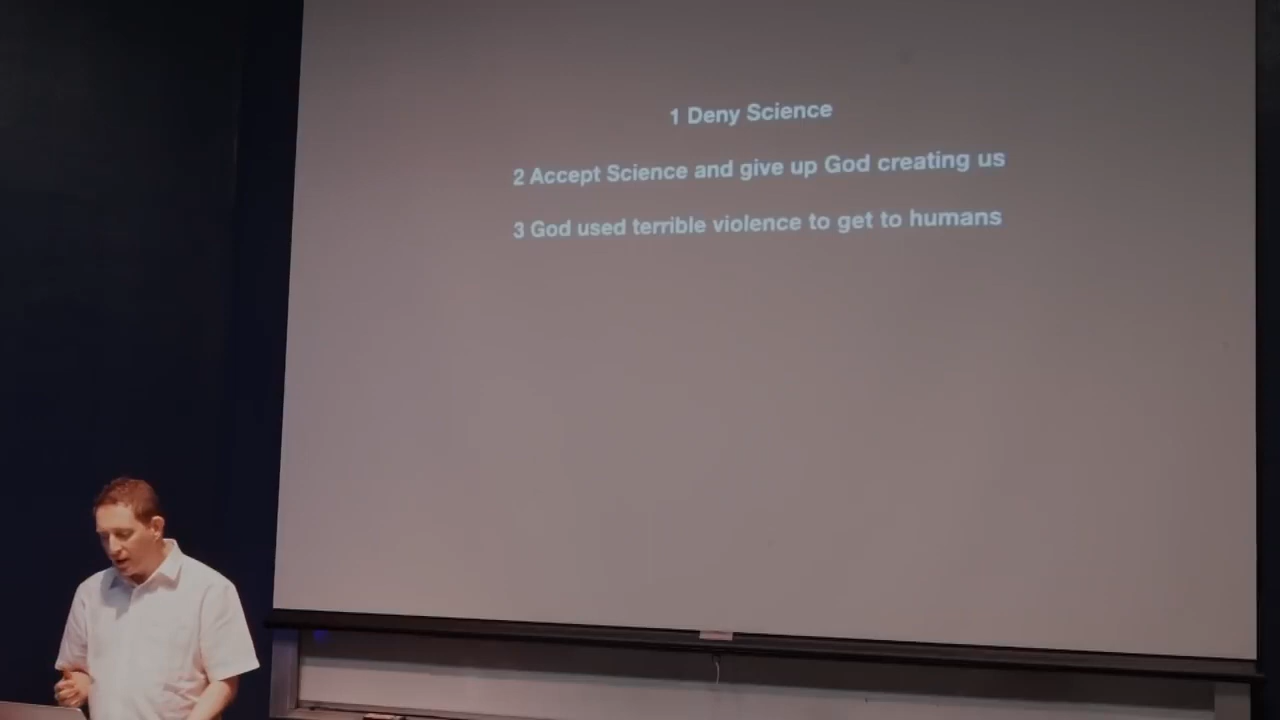 1 Deny Science
2 Accept Science and give up God creating us
3 God used terrible violence to get to humans